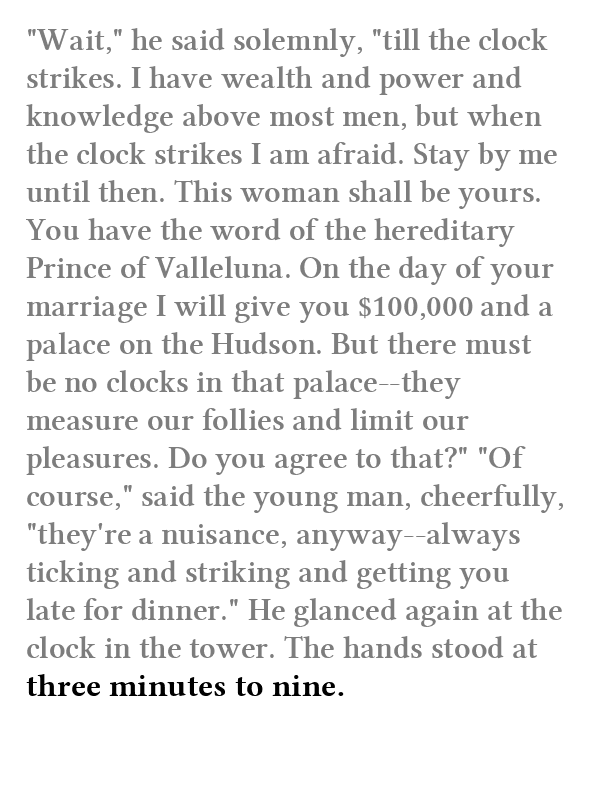 "Wait," he said solemnly, "till the clock
strikes. I have wealth and power and
knowledge above most men, but when
the clock strikes I am afraid. Stay by me
until then. This woman shall be yours.
You have the word of the hereditary
Prince of Valleluna. On the day of your
marriage I will give you $100,000 and a
palace on the Hudson. But there must
be no clocks in that palace--they
measure our follies and limit our
pleasures. Do you agree to that?" "Of
course," said the young man, cheerfully,
"they're a nuisance, anyway--always
ticking and striking and getting you
late for dinner." He glanced again at the
clock in the tower. The hands stood at
three minutes to nine.